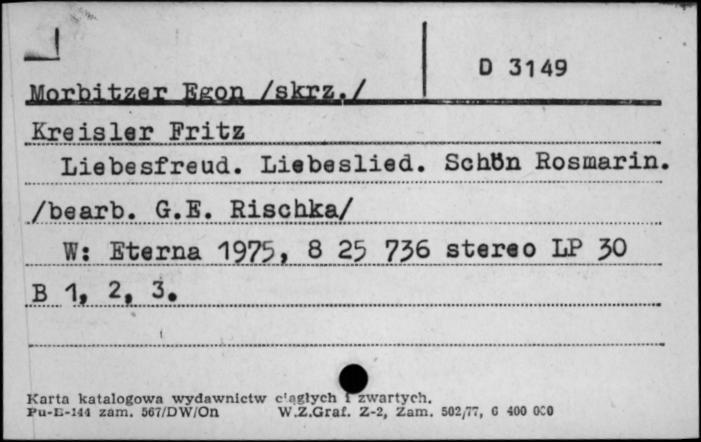 D 3149
Morbitzer Egon /skrz./
Kreisler Fritz
Liebesfreud. Liebeslied. Schön Rosmarin.
/bearb. G.E. Rischka/
W: Eterna 1975, 8 25 736 stereo LP 30
B 1, 2, 3.
Karta katalogowa wydawnictw ciągłych i zwartych.
Pu-E-144 zam. 567/DW/On W.Z.Graf. Z-2, Zam. 502/77, 6 400 000